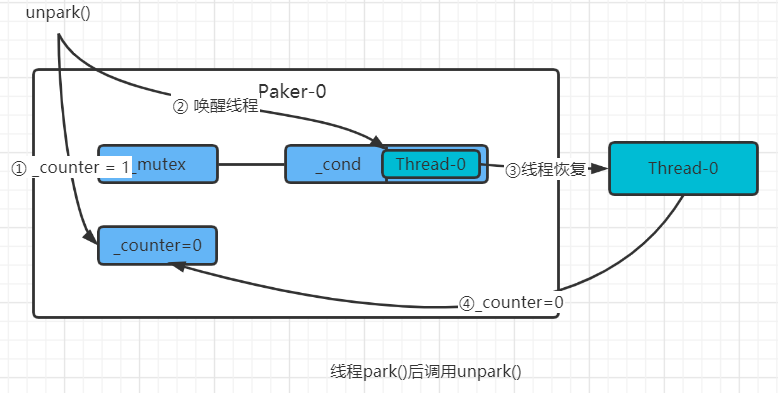 unpark()
Paker-0
② 唤醒线程
① _counter = 1
_mutex
_cond
Thread-0
③线程恢复
Thread-0
_counter=0
④_counter=0
线程park()后调用unpark()